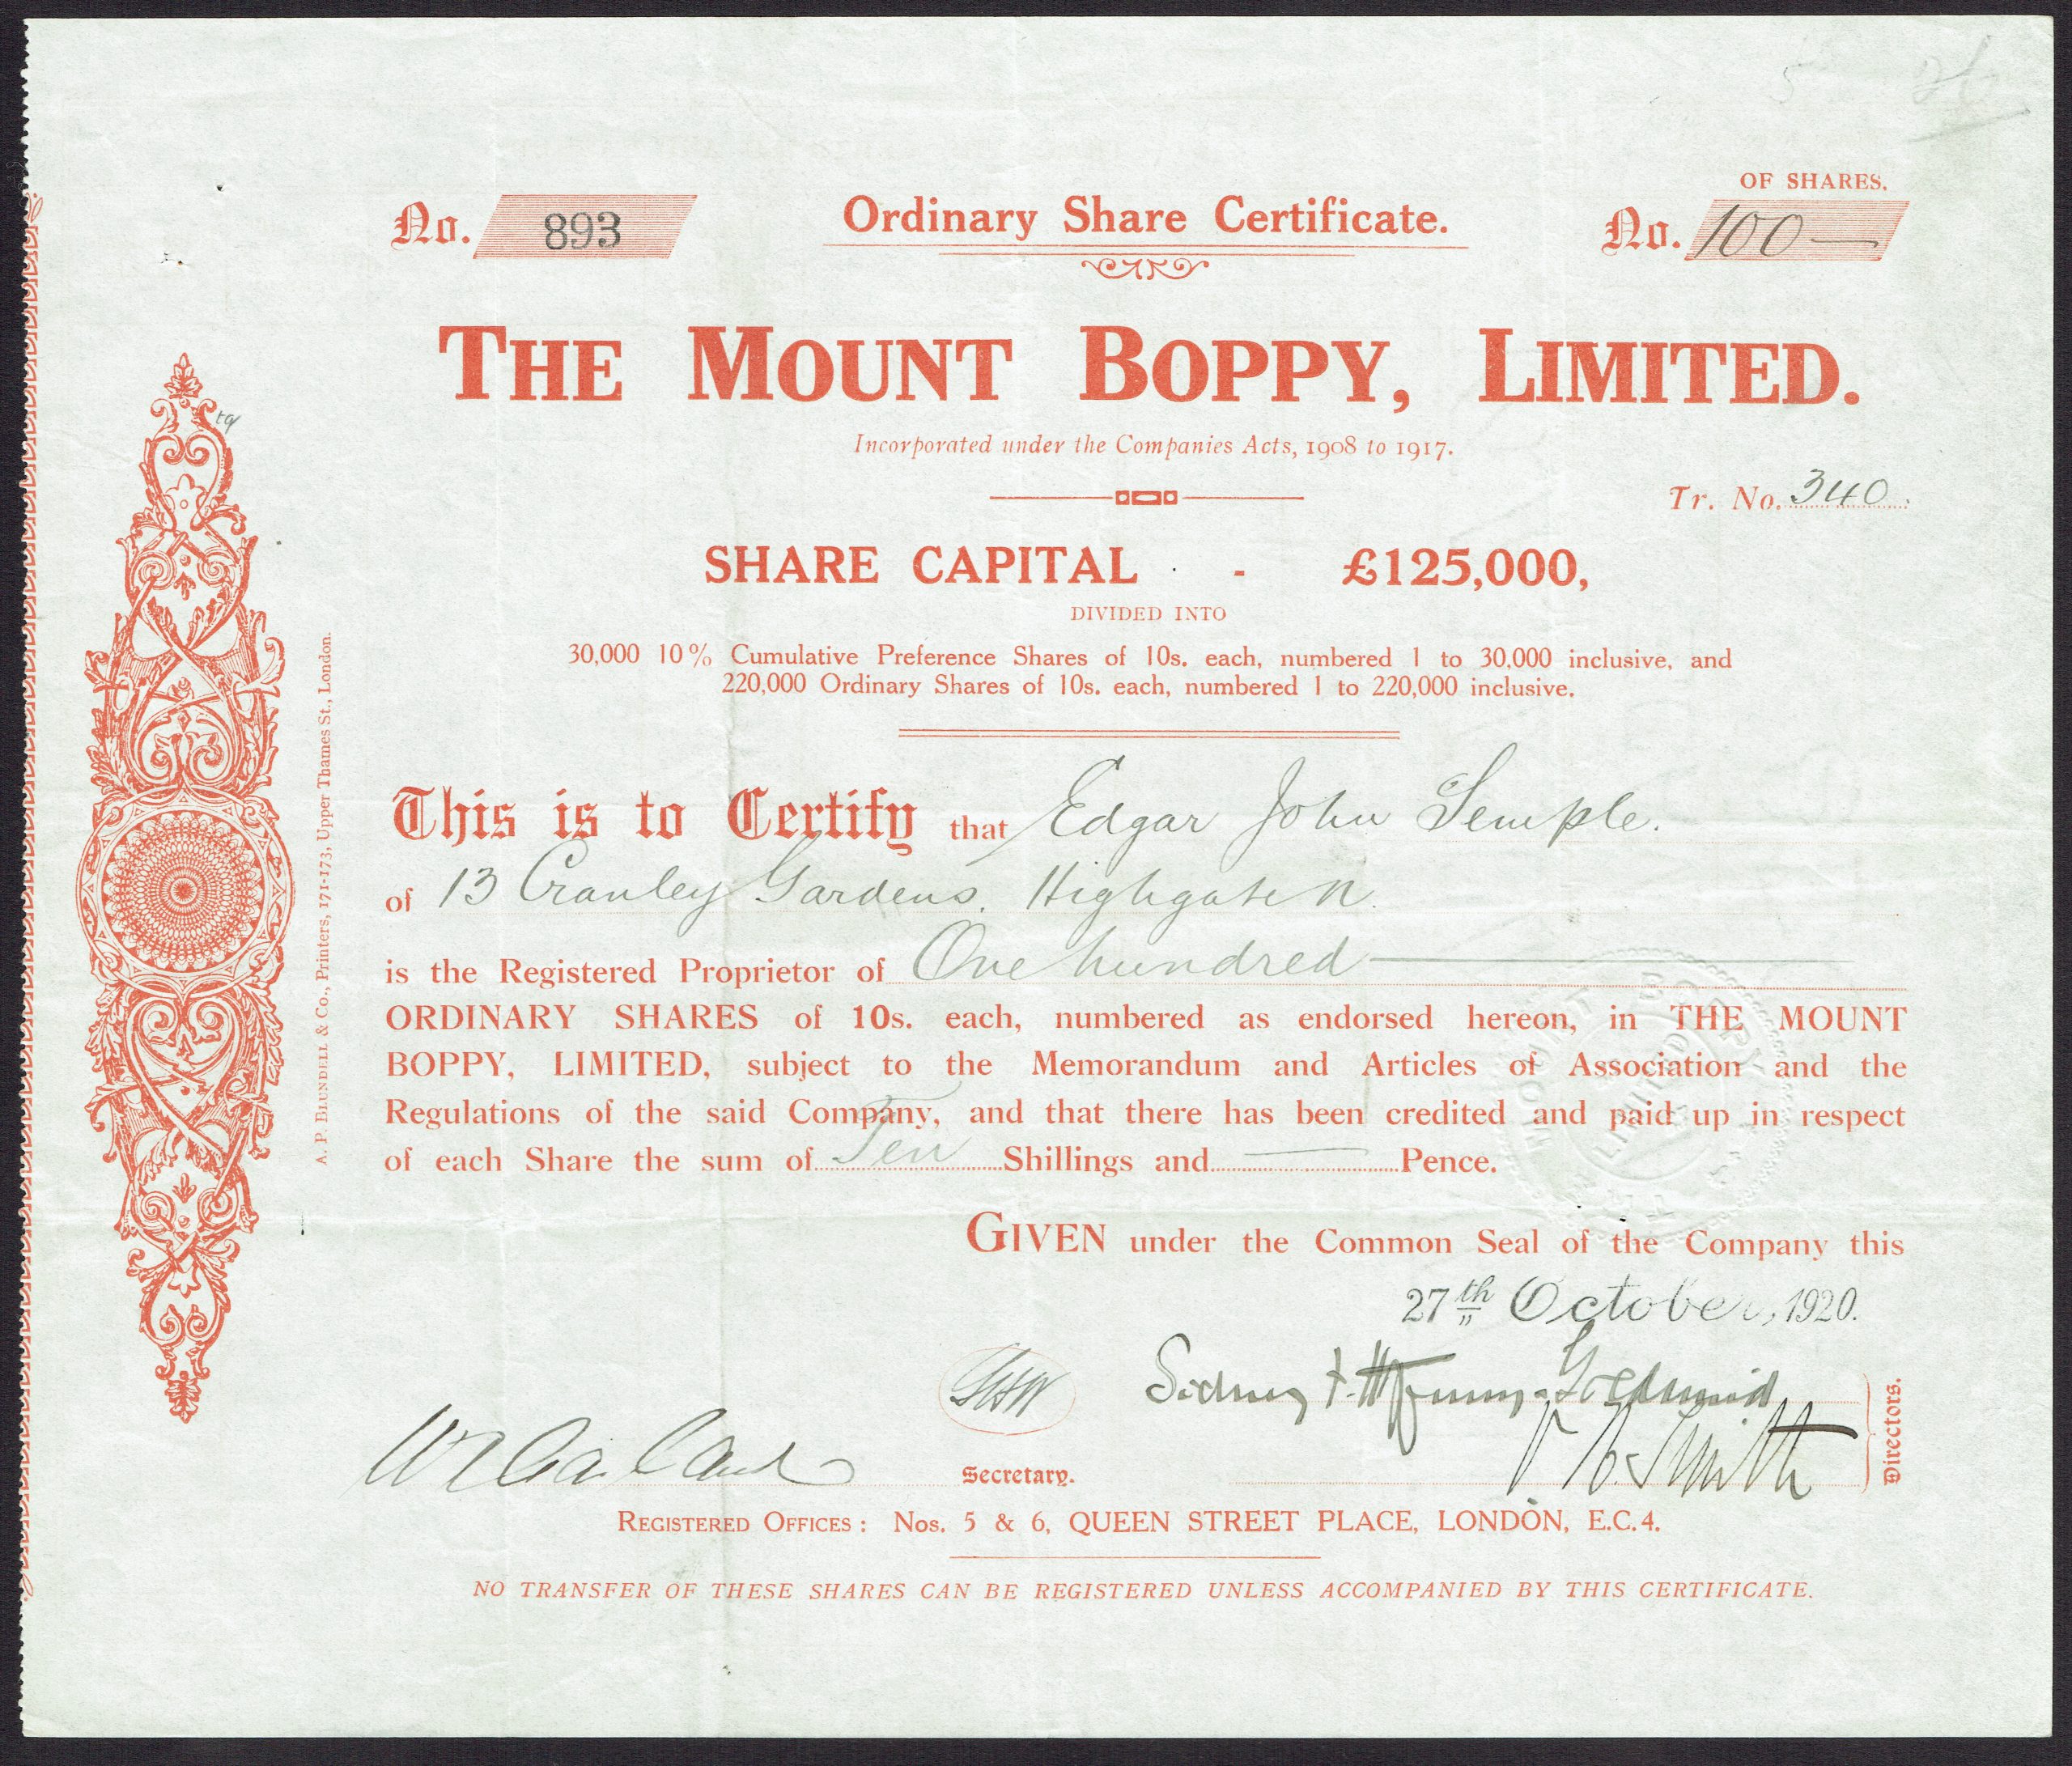 OF SHARES.
No. 893 Ordinary Share Certificate. No. 100—
THE MOUNT BOPPY, LIMITED.
Incorporated under the Companies Acts, 1908 to 1917.
Tr. No. 340.
SHARE CAPITAL - £125,000,
DIVIDED INTO
30,000 10% Cumulative Preference Shares of 10s. each, numbered 1 to 30,000 inclusive, and
220,000 Ordinary Shares of 10s. each, numbered 1 to 220,000 inclusive.
This is to Certify that Edgar John Semple.
of 13 Cranley Gardens. Highgate N.
is the Registered Proprietor of One hundred—
ORDINARY SHARES of 10s. each, numbered as endorsed hereon, in THE MOUNT
BOPPY, LIMITED, subject to the Memorandum and Articles of Association and the
Regulations of the said Company, and that there has been credited and paid up in respect
of each Share the sum of Ten Shillings and — Pence.
MOUNT BOPPY
LIMITED
GIVEN under the Common Seal of the Company this
27th October, 1920.
Sidney F. Goldsmid
Smith
Directors.
Secretary.
REGISTERED OFFICES: Nos. 5 & 6, QUEEN STREET PLACE, LONDON, E.C.4.
NO TRANSFER OF THESE SHARES CAN BE REGISTERED UNLESS ACCOMPANIED BY THIS CERTIFICATE.
A. P. BLUNDELL & Co., Printers, 171-173, Upper Thames St., London.